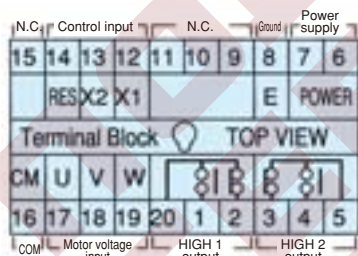 N.C. Control input N.C. Ground Power supply
15 14 13 12 11 10 9 8 7 6
RES X2 X1 E POWER
Terminal Block TOP VIEW
CM U V W
16 17 18 19 20 1 2 3 4 5
COM Motor voltage input HIGH 1 output HIGH 2 output